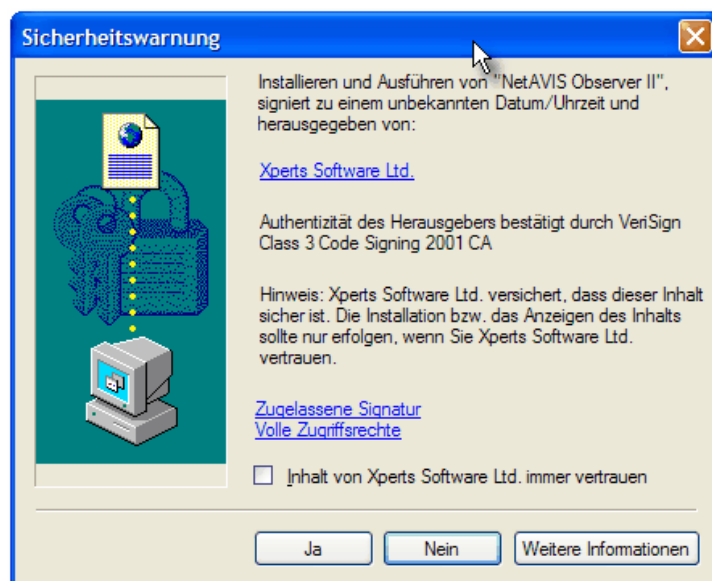 Sicherheitswarnung
Installieren und Ausführen von "NetAVIS Observer II",
signiert zu einem unbekannten Datum/Uhrzeit und
herausgegeben von:
Xperts Software Ltd.
Authentizität des Herausgebers bestätigt durch VeriSign
Class 3 Code Signing 2001 CA
Hinweis: Xperts Software Ltd. versichert, dass dieser Inhalt
sicher ist. Die Installation bzw. das Anzeigen des Inhalts
sollte nur erfolgen, wenn Sie Xperts Software Ltd.
vertrauen.
Zugelassene Signatur
Volle Zugriffsrechte
Inhalt von Xperts Software Ltd. immer vertrauen
Ja Nein Weitere Informationen